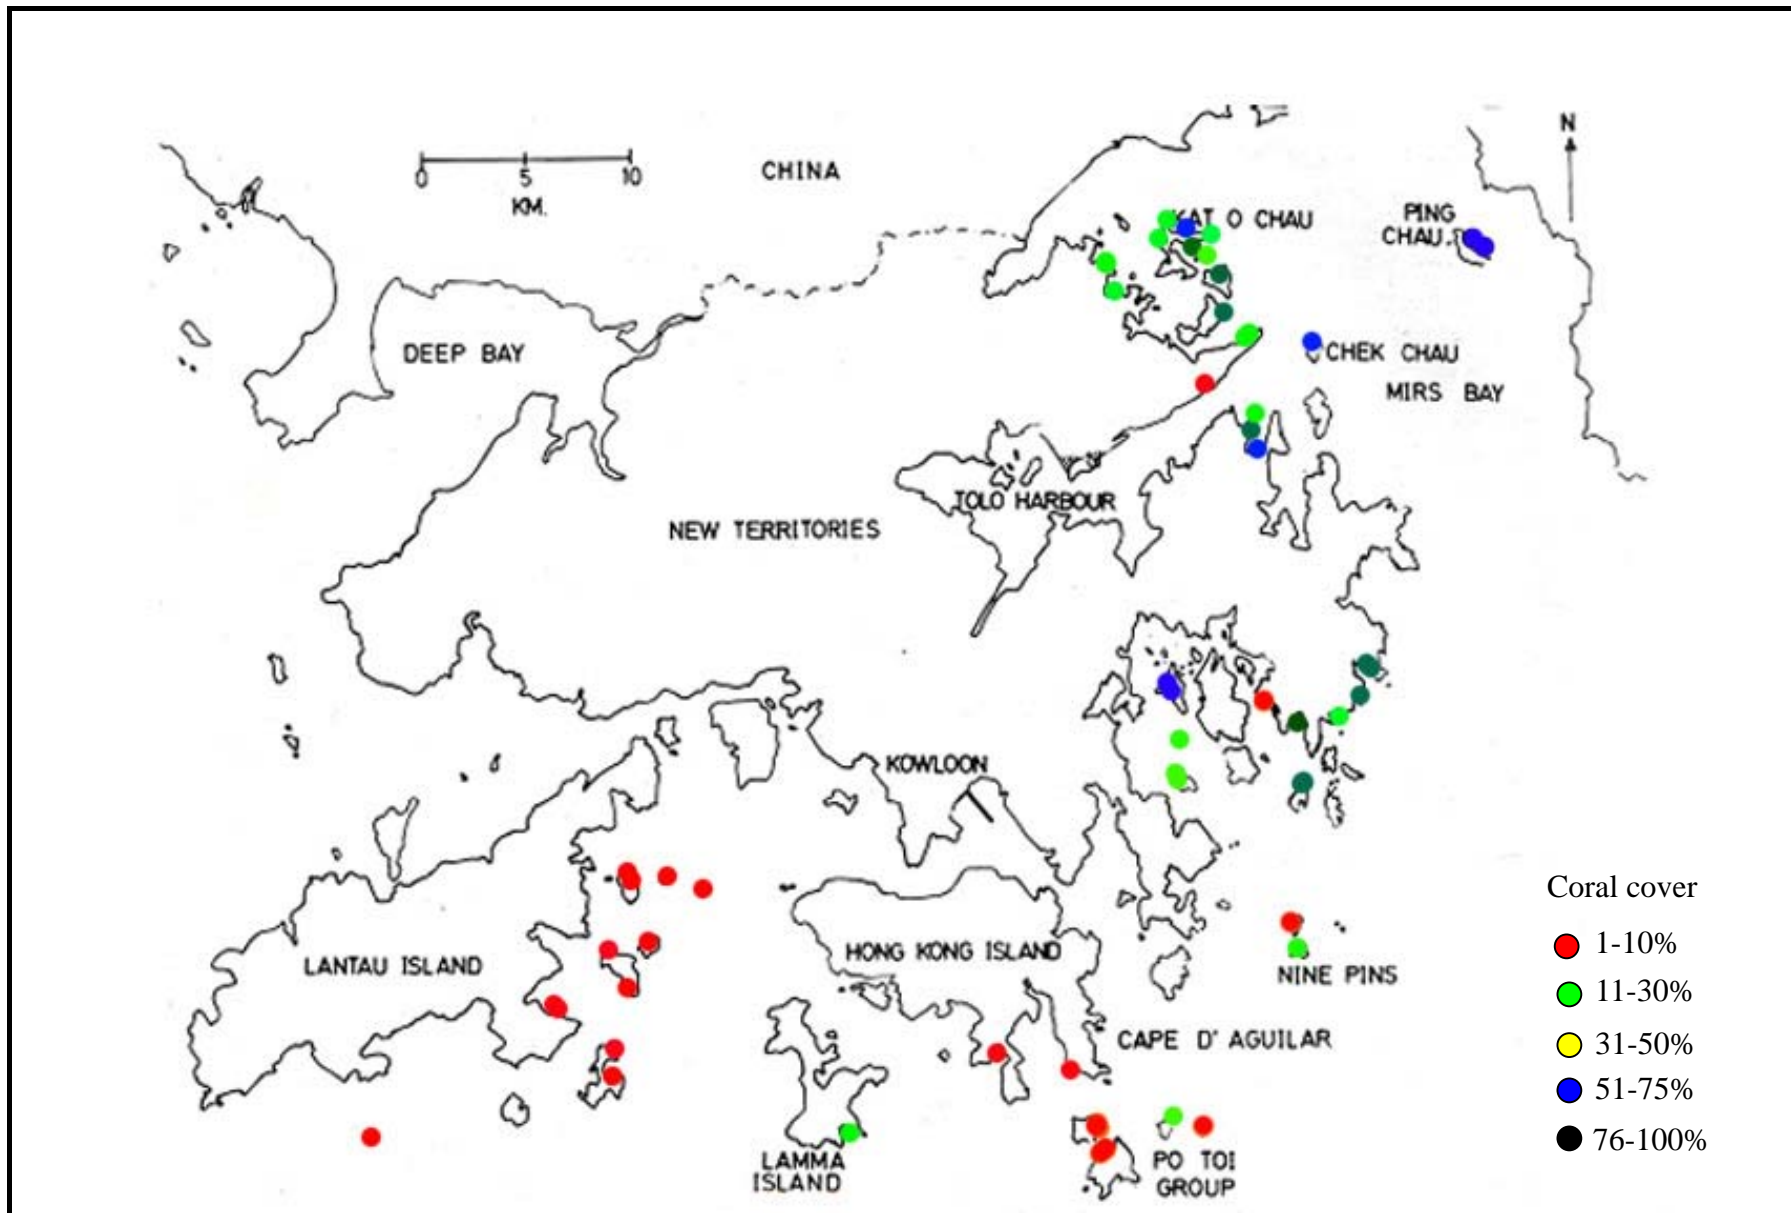 N
CHINA
0 5 10
KM.
KAT O CHAU
PING
CHAU.
DEEP BAY
CHEK CHAU
MIRS BAY
TOLO HARBOUR
NEW TERRITORIES
KOWLOON
Coral cover
1-10%
11-30%
31-50%
51-75%
76-100%
LANTAU ISLAND
HONG KONG ISLAND
NINE PINS
CAPE D' AGUILAR
LAMMA
ISLAND
PO TOI
GROUP